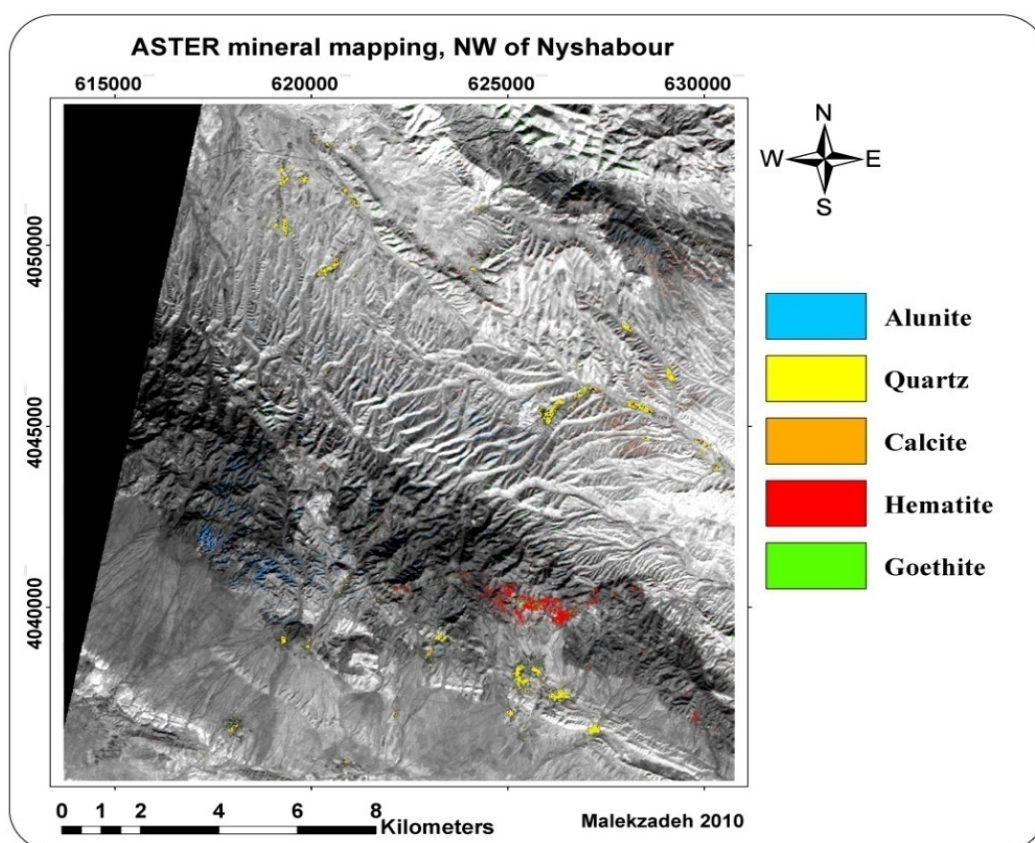 ASTER mineral mapping, NW of Nyshabour
615000 620000 625000 630000
N
W E
S
4050000
4045000
4040000
Alunite
Quartz
Calcite
Hematite
Goethite
0 1 2 4 6 8
Kilometers
Malekzadeh 2010